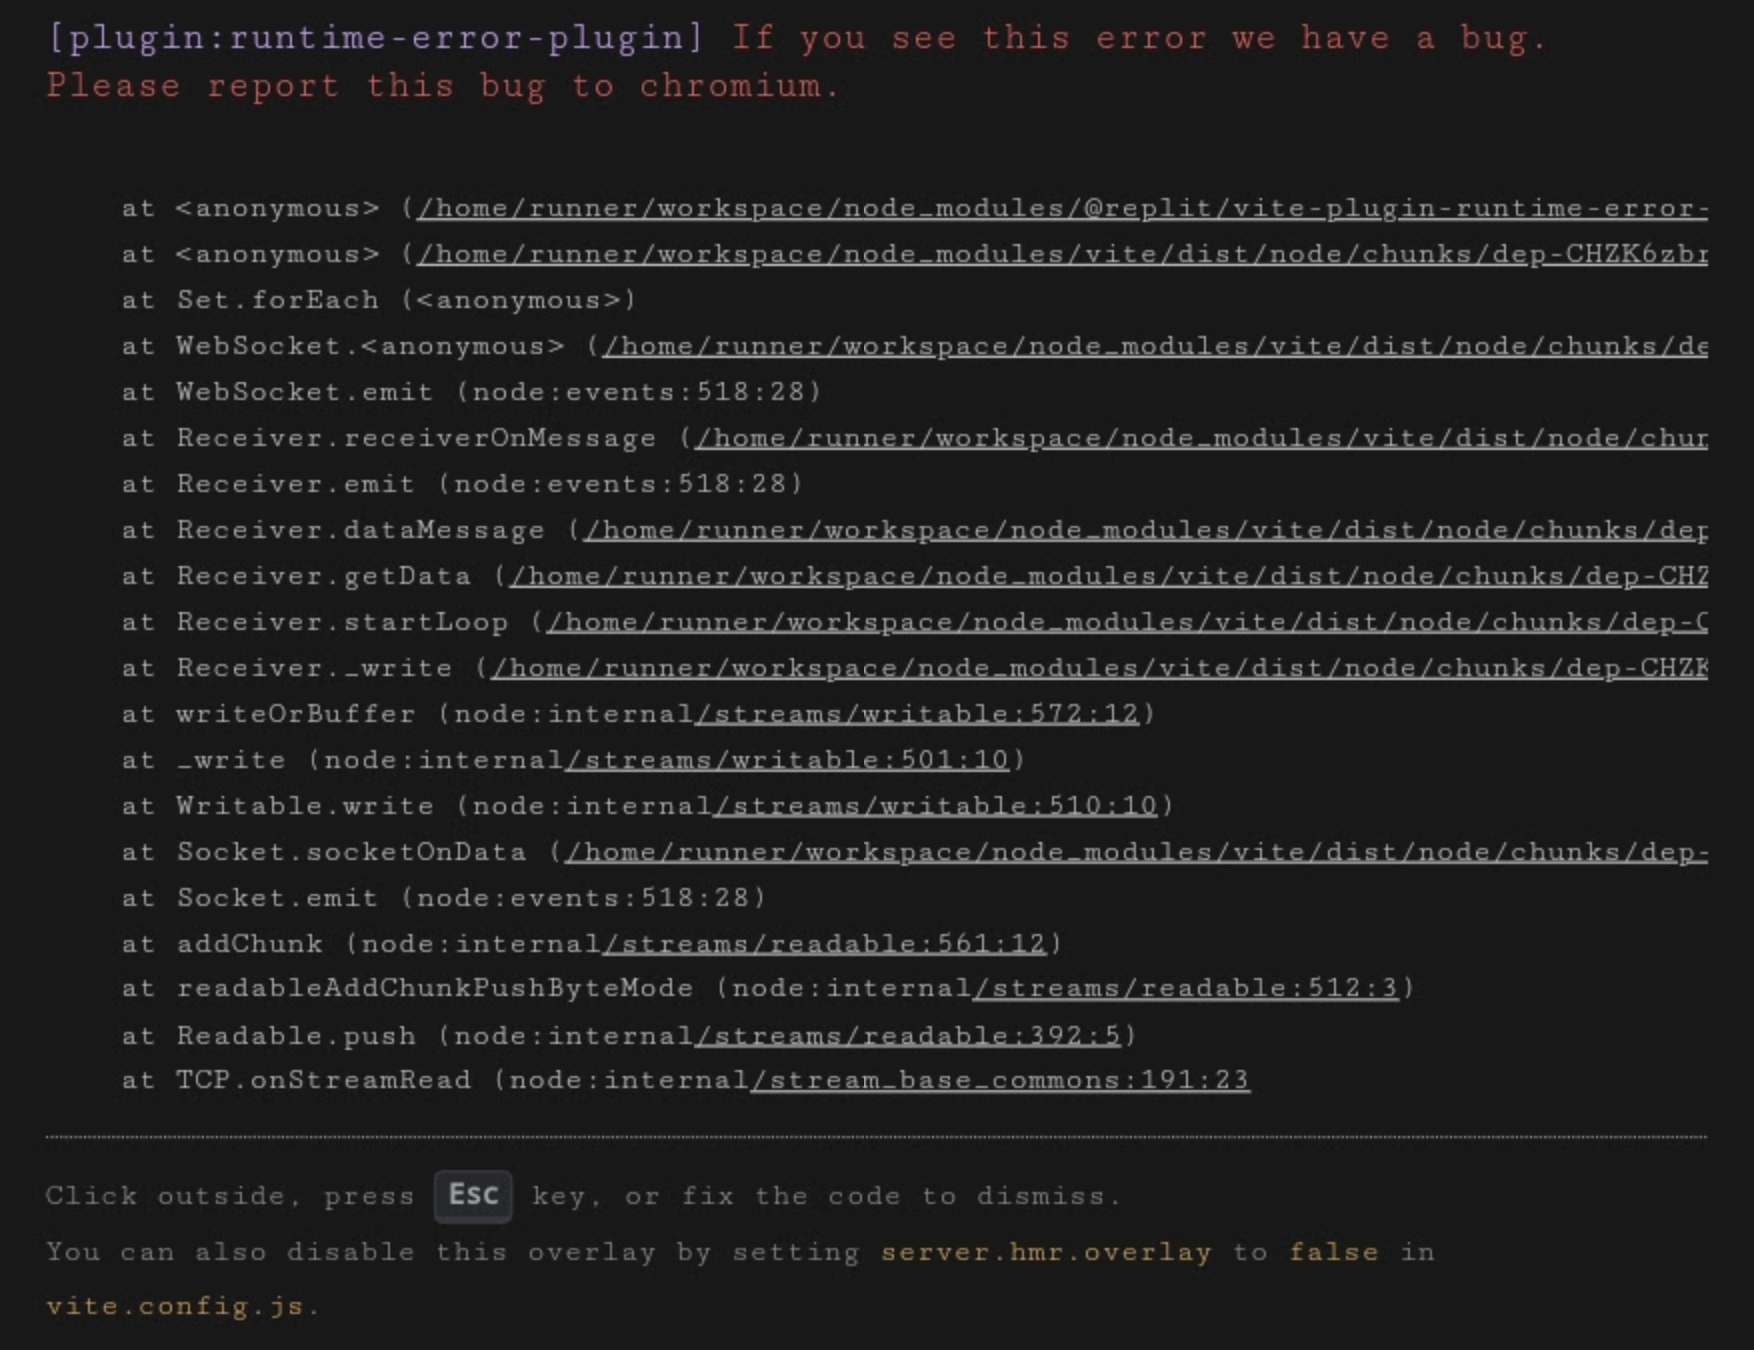 [plugin:runtime-error-plugin] If you see this error we have a bug.
Please report this bug to chromium.
at <anonymous> (/home/runner/workspace/node_modules/@replit/vite-plugin-runtime-error-
at <anonymous> (/home/runner/workspace/node_modules/vite/dist/node/chunks/dep-CHZK6zbr
at Set.forEach (<anonymous>)
at WebSocket.<anonymous> (/home/runner/workspace/node_modules/vite/dist/node/chunks/de
at WebSocket.emit (node:events:518:28)
at Receiver.receiverOnMessage (/home/runner/workspace/node_modules/vite/dist/node/chun
at Receiver.emit (node:events:518:28)
at Receiver.dataMessage (/home/runner/workspace/node_modules/vite/dist/node/chunks/dep
at Receiver.getData (/home/runner/workspace/node_modules/vite/dist/node/chunks/dep-CHZ
at Receiver.startLoop (/home/runner/workspace/node_modules/vite/dist/node/chunks/dep-C
at Receiver._write (/home/runner/workspace/node_modules/vite/dist/node/chunks/dep-CHZK
at writeOrBuffer (node:internal/streams/writable:572:12)
at _write (node:internal/streams/writable:501:10)
at Writable.write (node:internal/streams/writable:510:10)
at Socket.socketOnData (/home/runner/workspace/node_modules/vite/dist/node/chunks/dep-
at Socket.emit (node:events:518:28)
at addChunk (node:internal/streams/readable:561:12)
at readableAddChunkPushByteMode (node:internal/streams/readable:512:3)
at Readable.push (node:internal/streams/readable:392:5)
at TCP.onStreamRead (node:internal/stream_base_commons:191:23
Click outside, press Esc key, or fix the code to dismiss.
You can also disable this overlay by setting server.hmr.overlay to false in
vite.config.js.